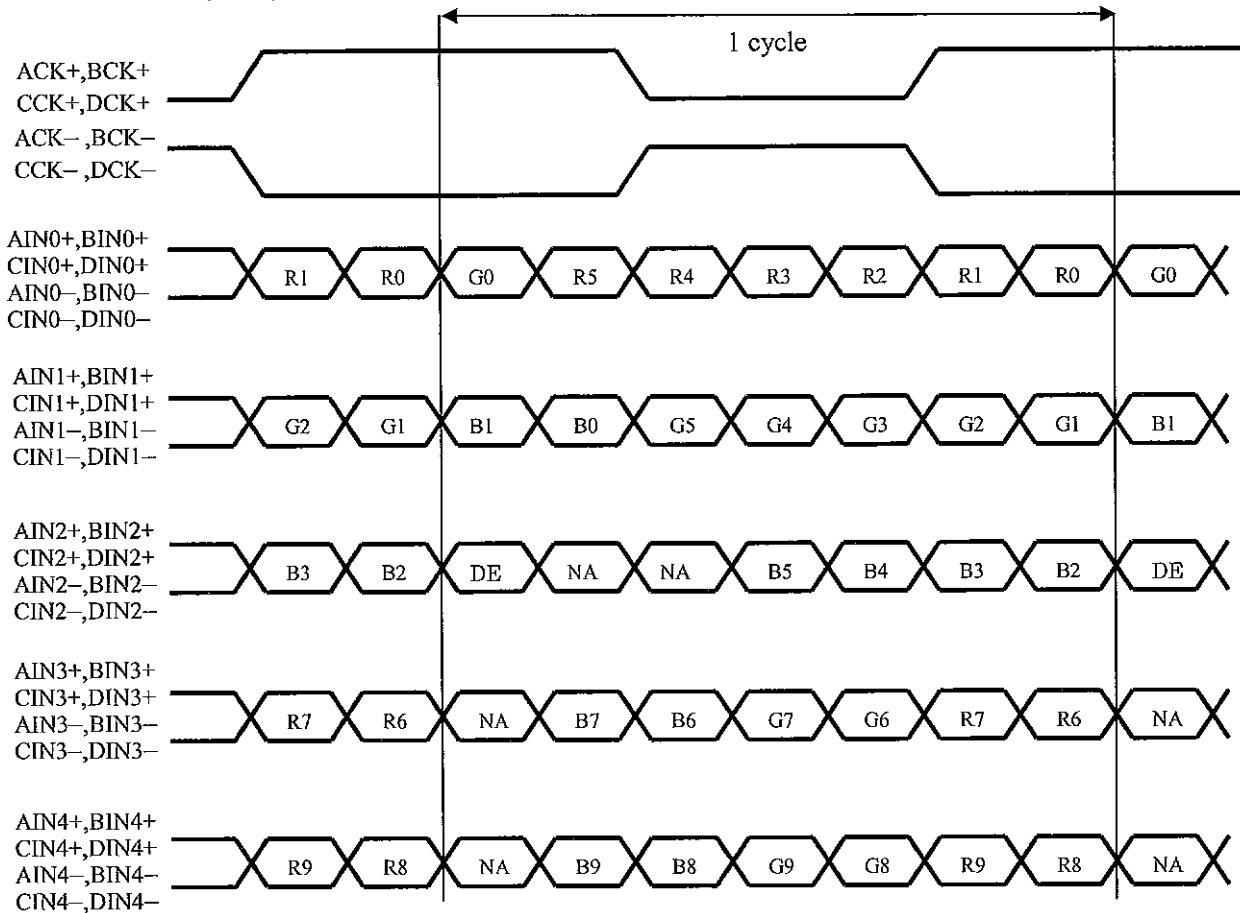 1 cycle
ACK+,BCK+
CCK+,DCK+
ACK− ,BCK−
CCK− ,DCK−
AIN0+,BIN0+
CIN0+,DIN0+
AIN0−,BIN0−
CIN0−,DIN0−
R1 R0 G0 R5 R4 R3 R2 R1 R0 G0
AIN1+,BIN1+
CIN1+,DIN1+
AIN1−,BIN1−
CIN1−,DIN1−
G2 G1 B1 B0 G5 G4 G3 G2 G1 B1
AIN2+,BIN2+
CIN2+,DIN2+
AIN2−,BIN2−
CIN2−,DIN2−
B3 B2 DE NA NA B5 B4 B3 B2 DE
AIN3+,BIN3+
CIN3+,DIN3+
AIN3−,BIN3−
CIN3−,DIN3−
R7 R6 NA B7 B6 G7 G6 R7 R6 NA
AIN4+,BIN4+
CIN4+,DIN4+
AIN4−,BIN4−
CIN4−,DIN4−
R9 R8 NA B9 B8 G9 G8 R9 R8 NA